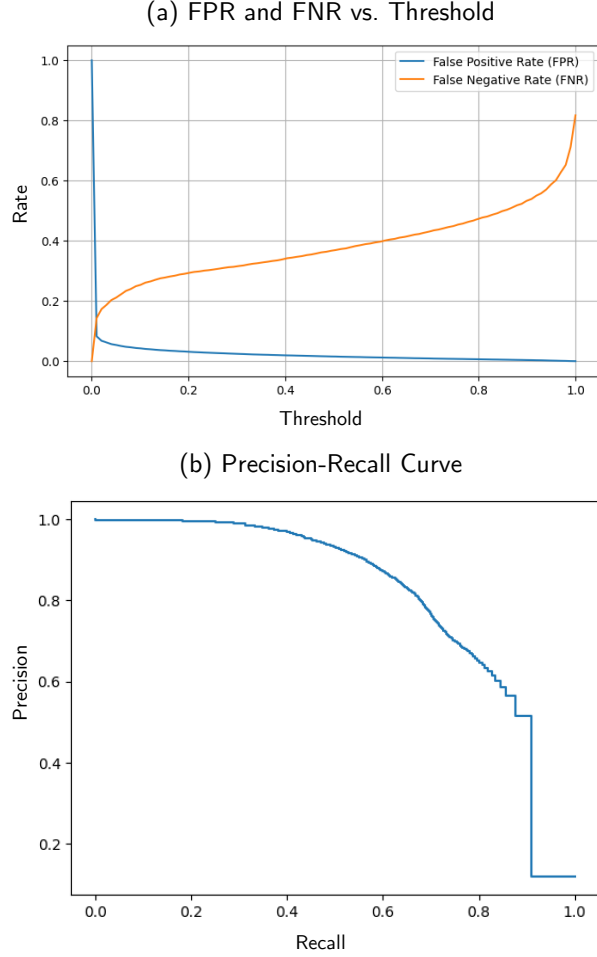 (a) FPR and FNR vs. Threshold
False Positive Rate (FPR)
False Negative Rate (FNR)
1.0
0.8
0.6
0.4
0.2
0.0
Rate
0.0 0.2 0.4 0.6 0.8 1.0
Threshold
(b) Precision-Recall Curve
1.0
0.8
0.6
0.4
0.2
Precision
0.0 0.2 0.4 0.6 0.8 1.0
Recall